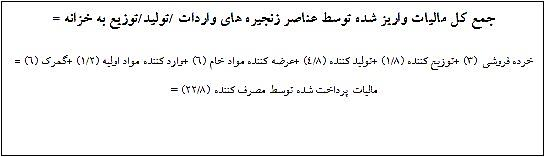 جمع کل مالیات واریز شده توسط عناصر زنجیره های واردات /تولید/توزیع به خزانه =
خرده فروشی (۳) +توزیع کننده (۱/۸) +تولید کننده (۴/۸) +عرضه کننده مواد خام (۶) +وارد کننده مواد اولیه (۱/۲) +گمرک (۶) =
مالیات پرداخت شده توسط مصرف کننده (۲۲/۸) =